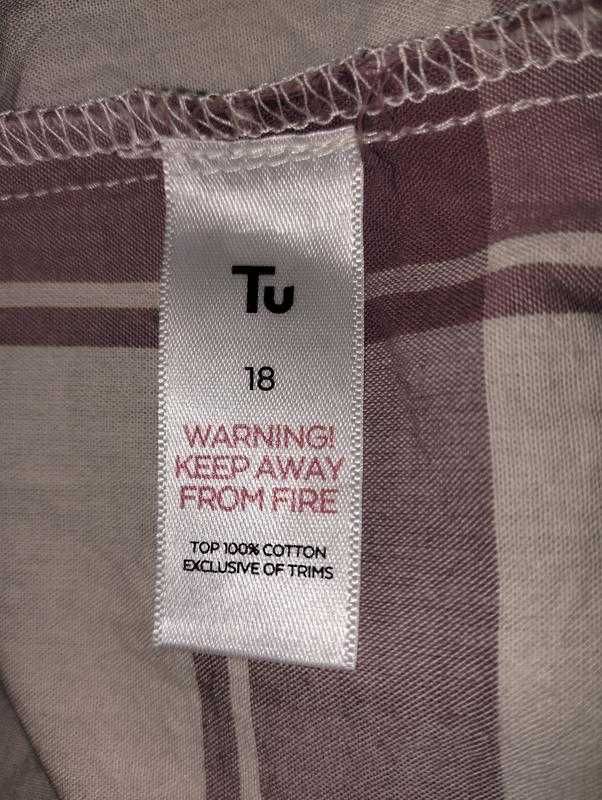 Tu
18
WARNING!
KEEP AWAY
FROM FIRE
TOP 100% COTTON
EXCLUSIVE OF TRIMS